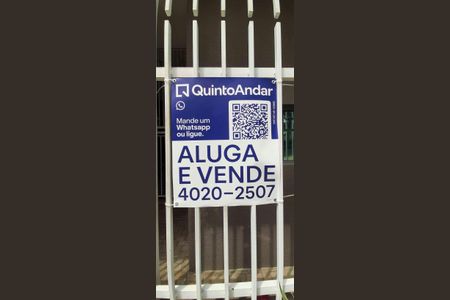 QuintoAndar
Mande um
Whatsapp
ou ligue.
ALUGA
E VENDE
4020-2507